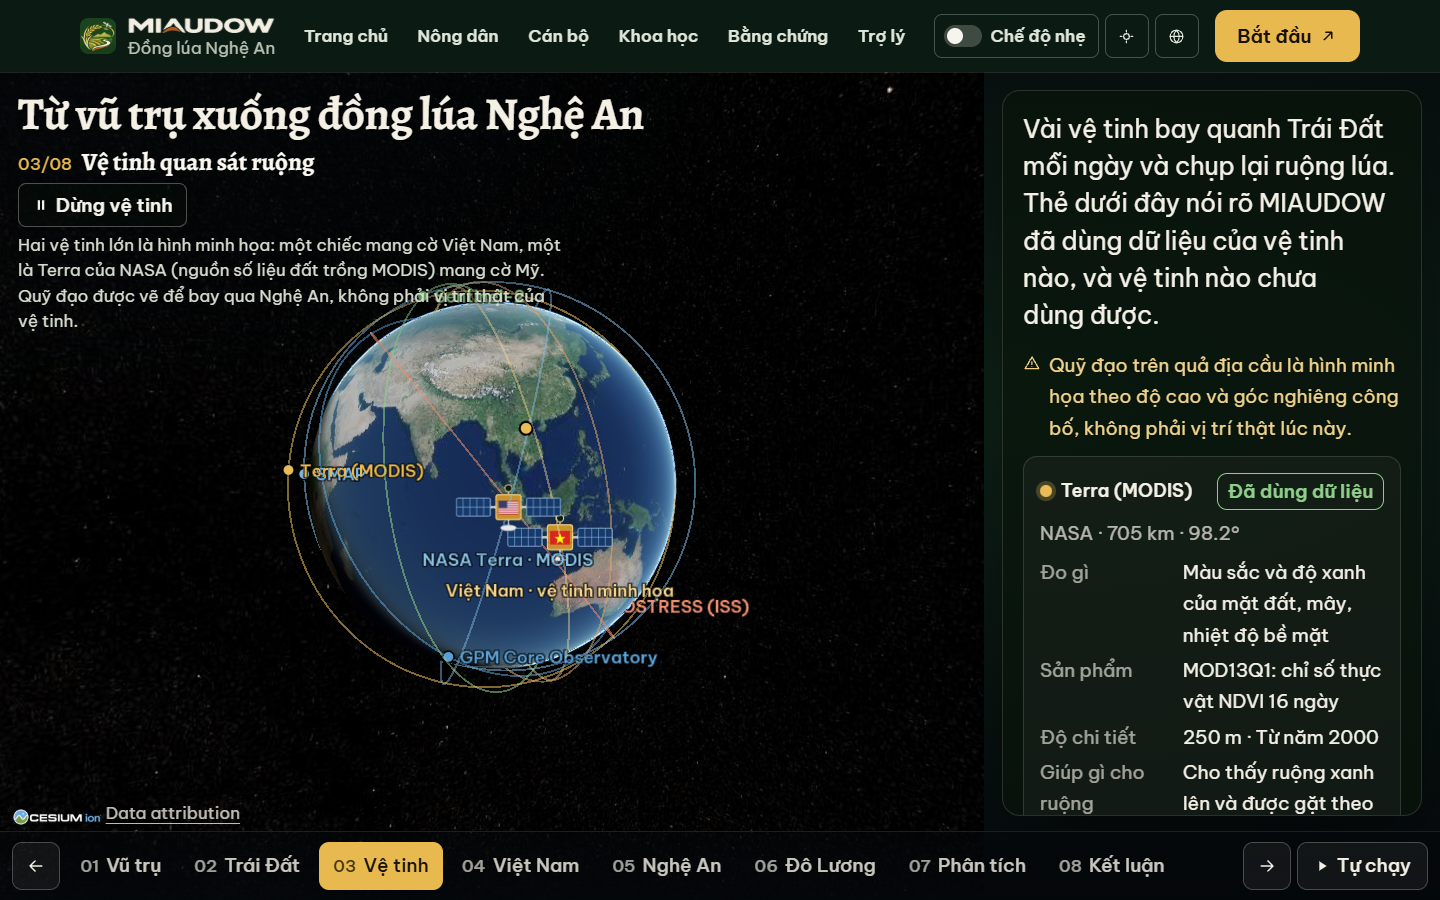 MIAUDOW
Đồng lúa Nghệ An
Trang chủ
Nông dân
Cán bộ
Khoa học
Bằng chứng
Trợ lý
Chế độ nhẹ
Bắt đầu
Từ vũ trụ xuống đồng lúa Nghệ An
03/08 Vệ tinh quan sát ruộng
Dừng vệ tinh
Hai vệ tinh lớn là hình minh họa: một chiếc mang cờ Việt Nam, một
là Terra của NASA (nguồn số liệu đất trồng MODIS) mang cờ Mỹ.
Quỹ đạo được vẽ để bay qua Nghệ An, không phải vị trí thật của
vệ tinh.
Terra (MODIS)
SMAP
NASA Terra · MODIS
Việt Nam · vệ tinh minh họa
OSTRESS (ISS)
GPM Core Observatory
CESIUM ion
Data attribution
Vài vệ tinh bay quanh Trái Đất
mỗi ngày và chụp lại ruộng lúa.
Thẻ dưới đây nói rõ MIAUDOW
đã dùng dữ liệu của vệ tinh
nào, và vệ tinh nào chưa
dùng được.
Quỹ đạo trên quả địa cầu là hình minh
họa theo độ cao và góc nghiêng công
bố, không phải vị trí thật lúc này.
Terra (MODIS)
Đã dùng dữ liệu
NASA · 705 km · 98.2°
Đo gì
Màu sắc và độ xanh
của mặt đất, mây,
nhiệt độ bề mặt
Sản phẩm
MOD13Q1: chỉ số thực
vật NDVI 16 ngày
Độ chi tiết
250 m · Từ năm 2000
Giúp gì cho
ruộng
Cho thấy ruộng xanh
lên và được gặt theo
01 Vũ trụ
02 Trái Đất
03 Vệ tinh
04 Việt Nam
05 Nghệ An
06 Đô Lương
07 Phân tích
08 Kết luận
Tự chạy